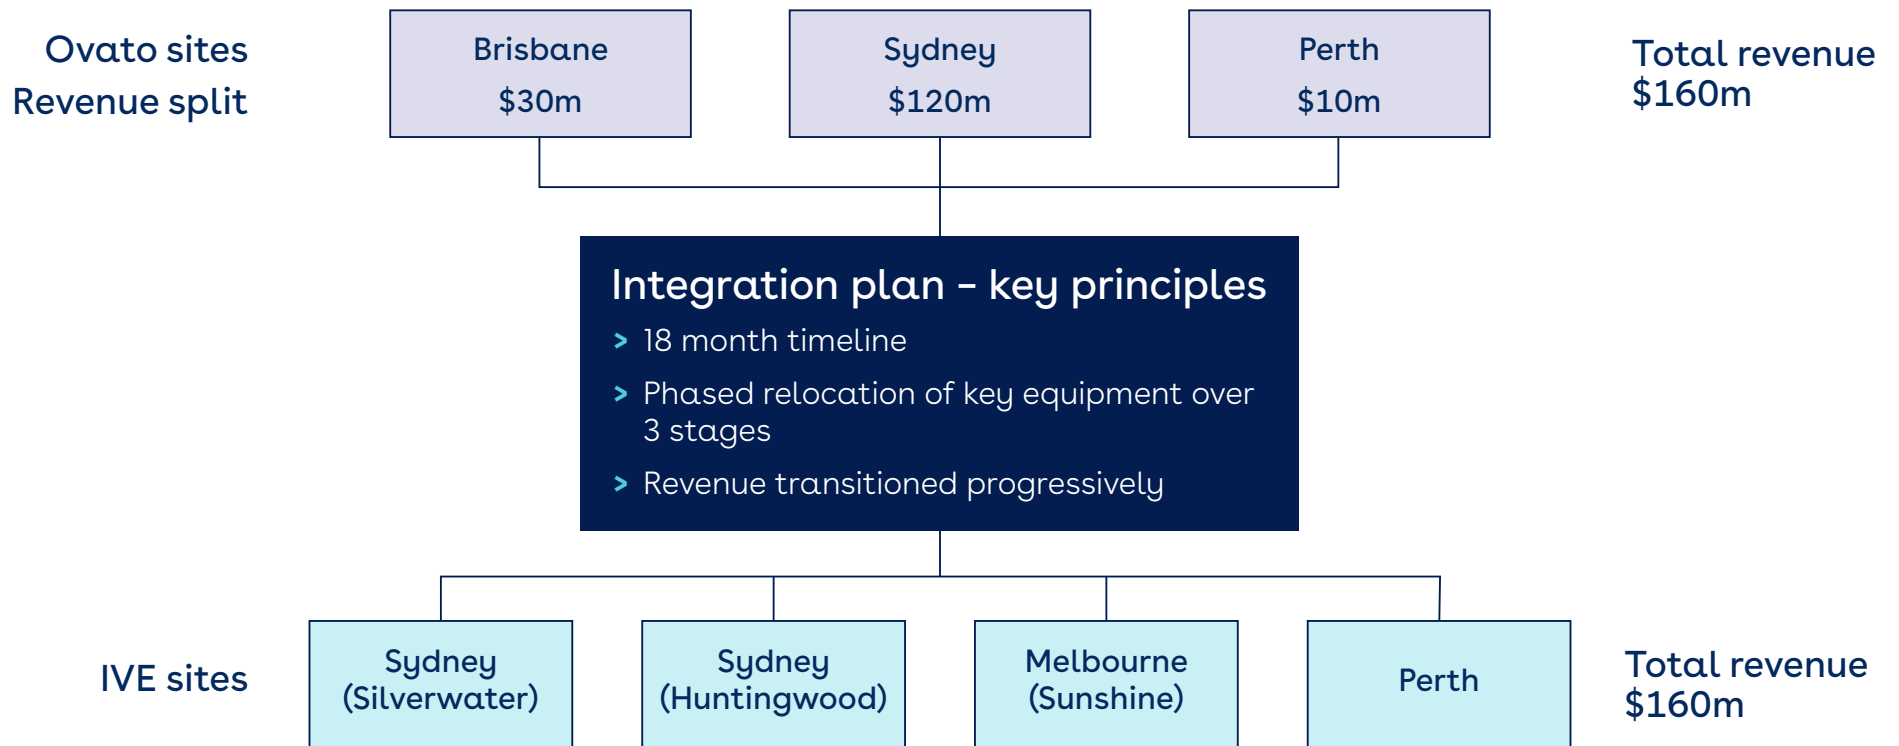 Ovato sites
Revenue split
Brisbane
$30m
Sydney
$120m
Perth
$10m
Total revenue
$160m
Integration plan – key principles
> 18 month timeline
> Phased relocation of key equipment over
3 stages
> Revenue transitioned progressively
IVE sites
Sydney
(Silverwater)
Sydney
(Huntingwood)
Melbourne
(Sunshine)
Perth
Total revenue
$160m